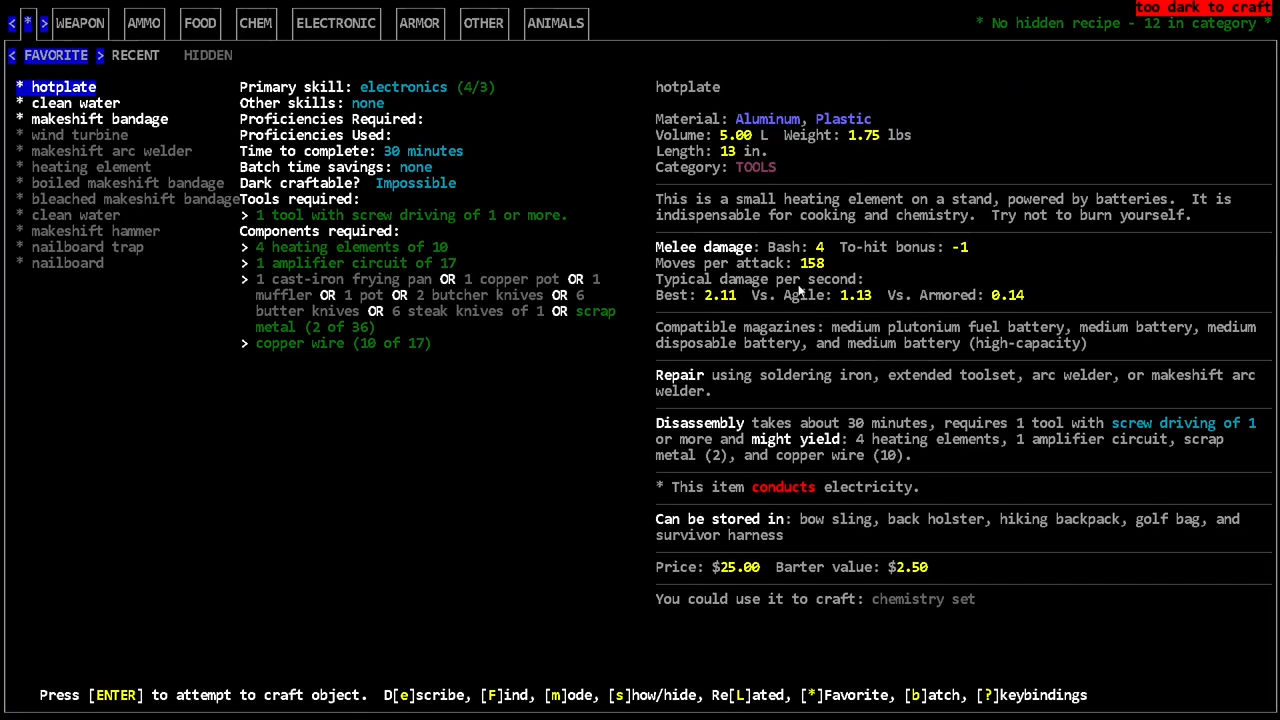 too dark to craft
< * > WEAPON AMMO FOOD CHEM ELECTRONIC ARMOR OTHER ANIMALS
* No hidden recipe - 12 in category *
< FAVORITE > RECENT HIDDEN
* hotplate
* clean water
* makeshift bandage
* wind turbine
* makeshift arc welder
* heating element
* boiled makeshift bandage
* bleached makeshift bandage
* clean water
* makeshift hammer
* nailboard trap
* nailboard
Primary skill: electronics (4/3)
Other skills: none
Proficiencies Required:
Proficiencies Used:
Time to complete: 30 minutes
Batch time savings: none
Dark craftable? Impossible
Tools required:
> 1 tool with screw driving of 1 or more.
Components required:
> 4 heating elements of 10
> 1 amplifier circuit of 17
> 1 cast-iron frying pan OR 1 copper pot OR 1
muffler OR 1 pot OR 2 butcher knives OR 6
butter knives OR 6 steak knives of 1 OR scrap
metal (2 of 36)
> copper wire (10 of 17)
hotplate
Material: Aluminum, Plastic
Volume: 5.00 L Weight: 1.75 lbs
Length: 13 in.
Category: TOOLS
This is a small heating element on a stand, powered by batteries. It is
indispensable for cooking and chemistry. Try not to burn yourself.
Melee damage: Bash: 4 To-hit bonus: -1
Moves per attack: 158
Typical damage per second:
Best: 2.11 Vs. Agile: 1.13 Vs. Armored: 0.14
Compatible magazines: medium plutonium fuel battery, medium battery, medium
disposable battery, and medium battery (high-capacity)
Repair using soldering iron, extended toolset, arc welder, or makeshift arc
welder.
Disassembly takes about 30 minutes, requires 1 tool with screw driving of 1
or more and might yield: 4 heating elements, 1 amplifier circuit, scrap
metal (2), and copper wire (10).
* This item conducts electricity.
Can be stored in: bow sling, back holster, hiking backpack, golf bag, and
survivor harness
Price: $25.00 Barter value: $2.50
You could use it to craft: chemistry set
Press [ENTER] to attempt to craft object. D[e]scribe, [F]ind, [m]ode, [s]how/hide, Re[L]ated, [*]Favorite, [b]atch, [?]keybindings